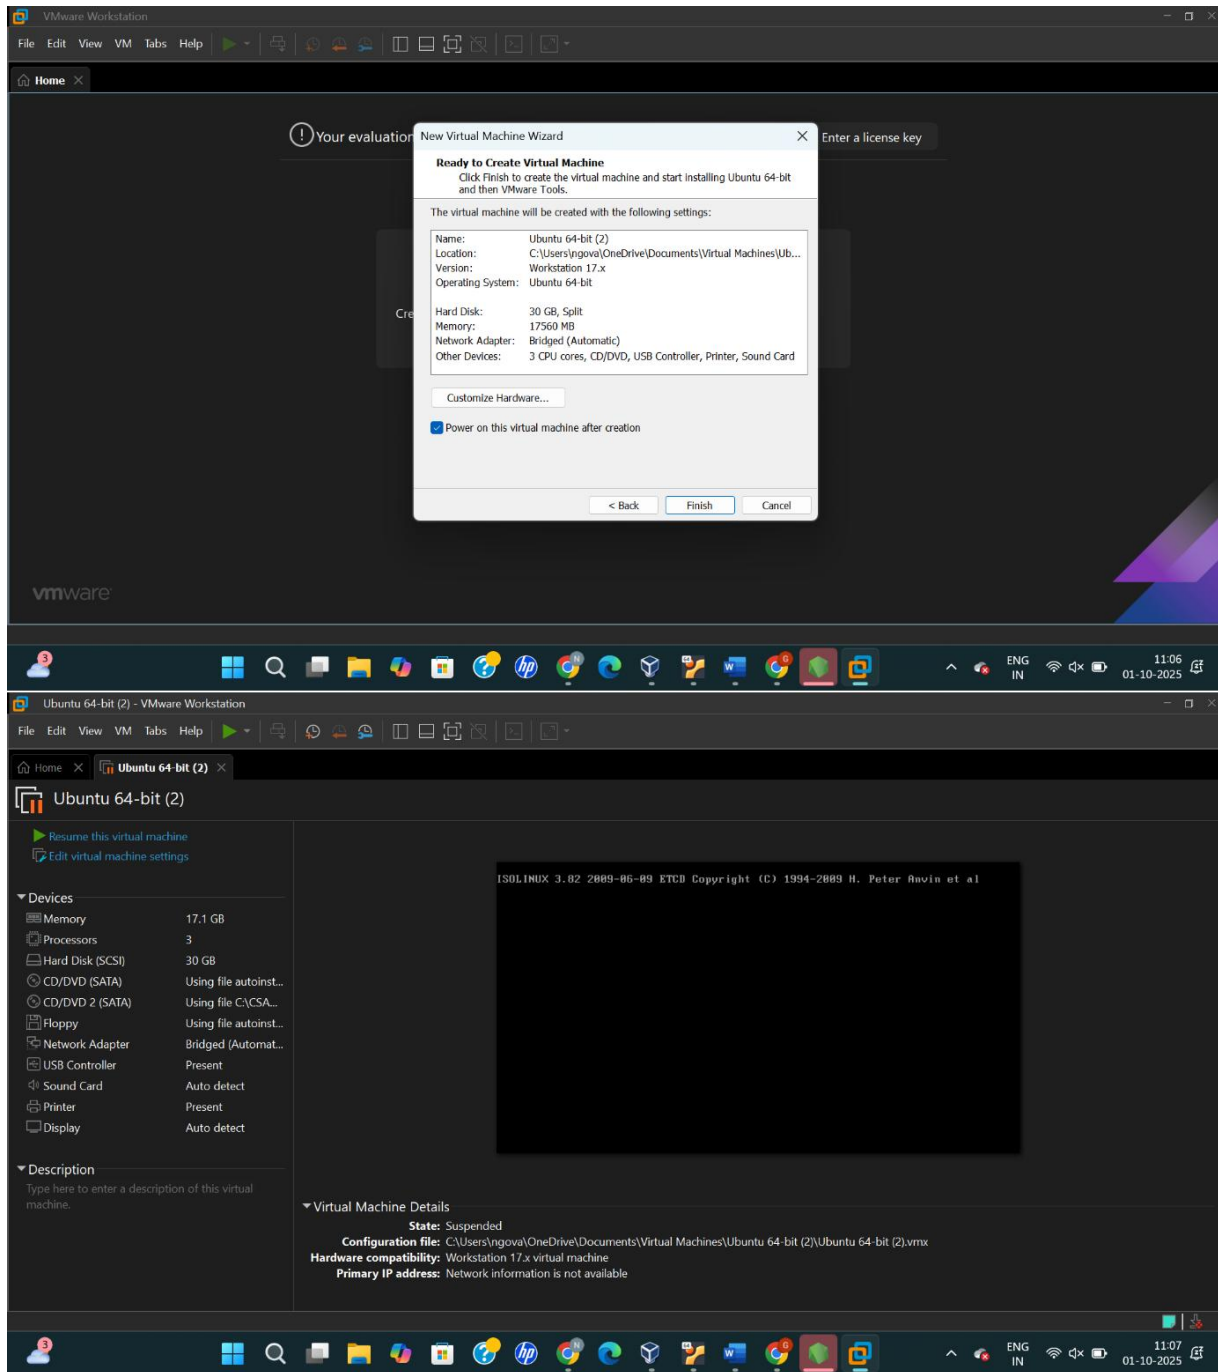 VMware Workstation
File Edit View VM Tabs Help
Home
Your evaluation
Enter a license key
New Virtual Machine Wizard
Ready to Create Virtual Machine
Click Finish to create the virtual machine and start installing Ubuntu 64-bit
and then VMware Tools.
The virtual machine will be created with the following settings:
Name: Ubuntu 64-bit (2)
Location: C:\Users\ngova\OneDrive\Documents\Virtual Machines\Ub...
Version: Workstation 17.x
Operating System: Ubuntu 64-bit
Hard Disk: 30 GB, Split
Memory: 17560 MB
Network Adapter: Bridged (Automatic)
Other Devices: 3 CPU cores, CD/DVD, USB Controller, Printer, Sound Card
Cre
Customize Hardware...
Power on this virtual machine after creation
< Back Finish Cancel
vmware
3
ENG
IN
11:06
01-10-2025
Ubuntu 64-bit (2) - VMware Workstation
File Edit View VM Tabs Help
Home Ubuntu 64-bit (2)
Ubuntu 64-bit (2)
Resume this virtual machine
Edit virtual machine settings
Devices
Memory 17.1 GB
Processors 3
Hard Disk (SCSI) 30 GB
CD/DVD (SATA) Using file autoinst...
CD/DVD 2 (SATA) Using file C:\CSA...
Floppy Using file autoinst...
Network Adapter Bridged (Automat...
USB Controller Present
Sound Card Auto detect
Printer Present
Display Auto detect
Description
Type here to enter a description of this virtual
machine.
ISOLINUX 3.82 2009-06-09 ETCD Copyright (C) 1994-2009 H. Peter Anvin et al
Virtual Machine Details
State: Suspended
Configuration file: C:\Users\ngova\OneDrive\Documents\Virtual Machines\Ubuntu 64-bit (2)\Ubuntu 64-bit (2).vmx
Hardware compatibility: Workstation 17.x virtual machine
Primary IP address: Network information is not available
3
ENG
IN
11:07
01-10-2025